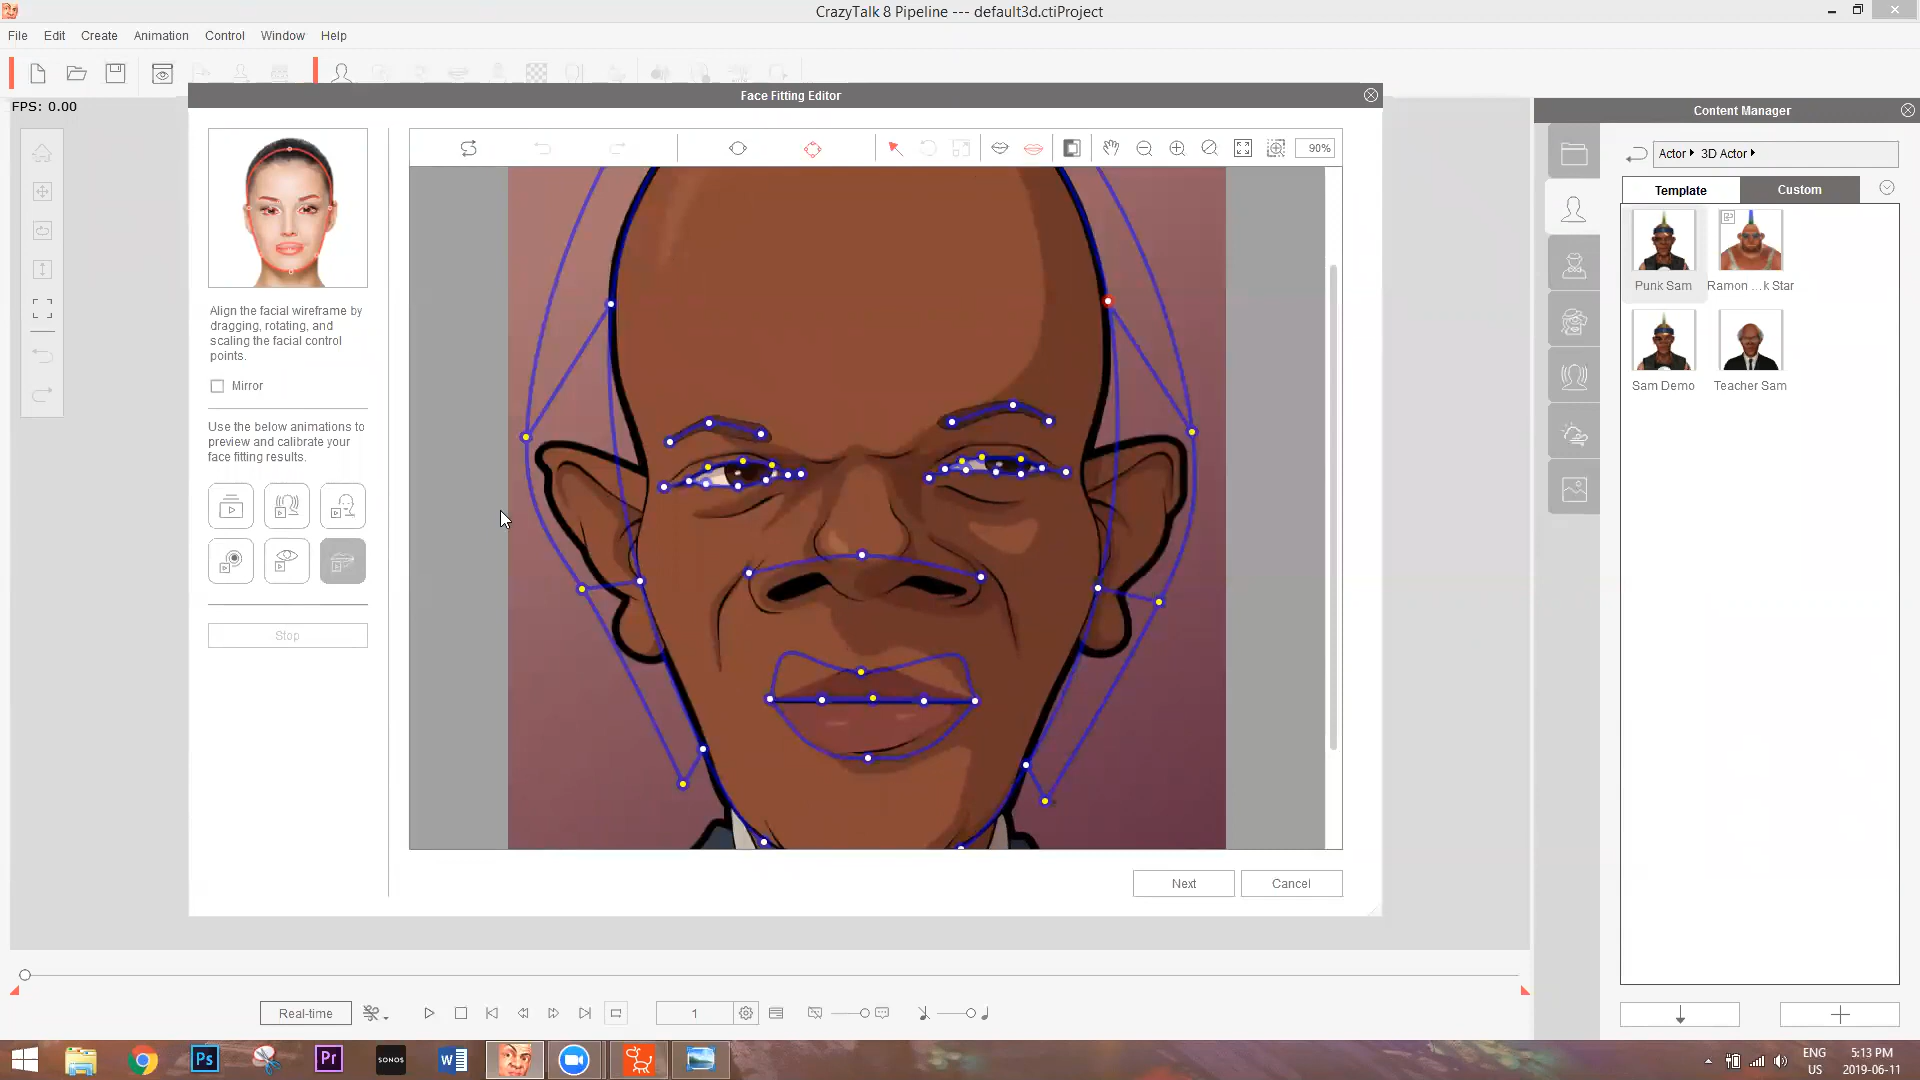 CrazyTalk 8 Pipeline --- default3d.ctiProject
File Edit Create Animation Control Window Help
FPS: 0.00
Face Fitting Editor
Content Manager
90%
Actor 3D Actor
Template Custom
Punk Sam Ramon ...k Star
Sam Demo Teacher Sam
Align the facial wireframe by
dragging, rotating, and
scaling the facial control
points.
Mirror
Use the below animations to
preview and calibrate your
face fitting results.
Stop
Next Cancel
Real-time
1
Ps Pr SONOS W
ENG
US
5:13 PM
2019-06-11